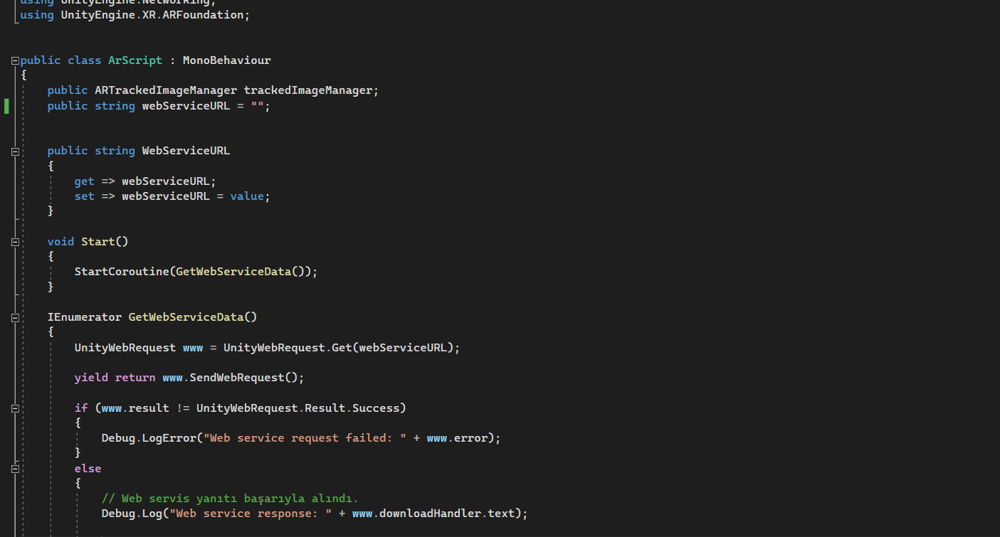 using UnityEngine.Networking;
using UnityEngine.XR.ARFoundation;
public class ArScript : MonoBehaviour
{
public ARTrackedImageManager trackedImageManager;
public string webServiceURL = "";
public string WebServiceURL
{
get => webServiceURL;
set => webServiceURL = value;
}
void Start()
{
StartCoroutine(GetWebServiceData());
}
IEnumerator GetWebServiceData()
{
UnityWebRequest www = UnityWebRequest.Get(webServiceURL);
yield return www.SendWebRequest();
if (www.result != UnityWebRequest.Result.Success)
{
Debug.LogError("Web service request failed: " + www.error);
}
else
{
// Web servis yanıtı başarıyla alındı.
Debug.Log("Web service response: " + www.downloadHandler.text);